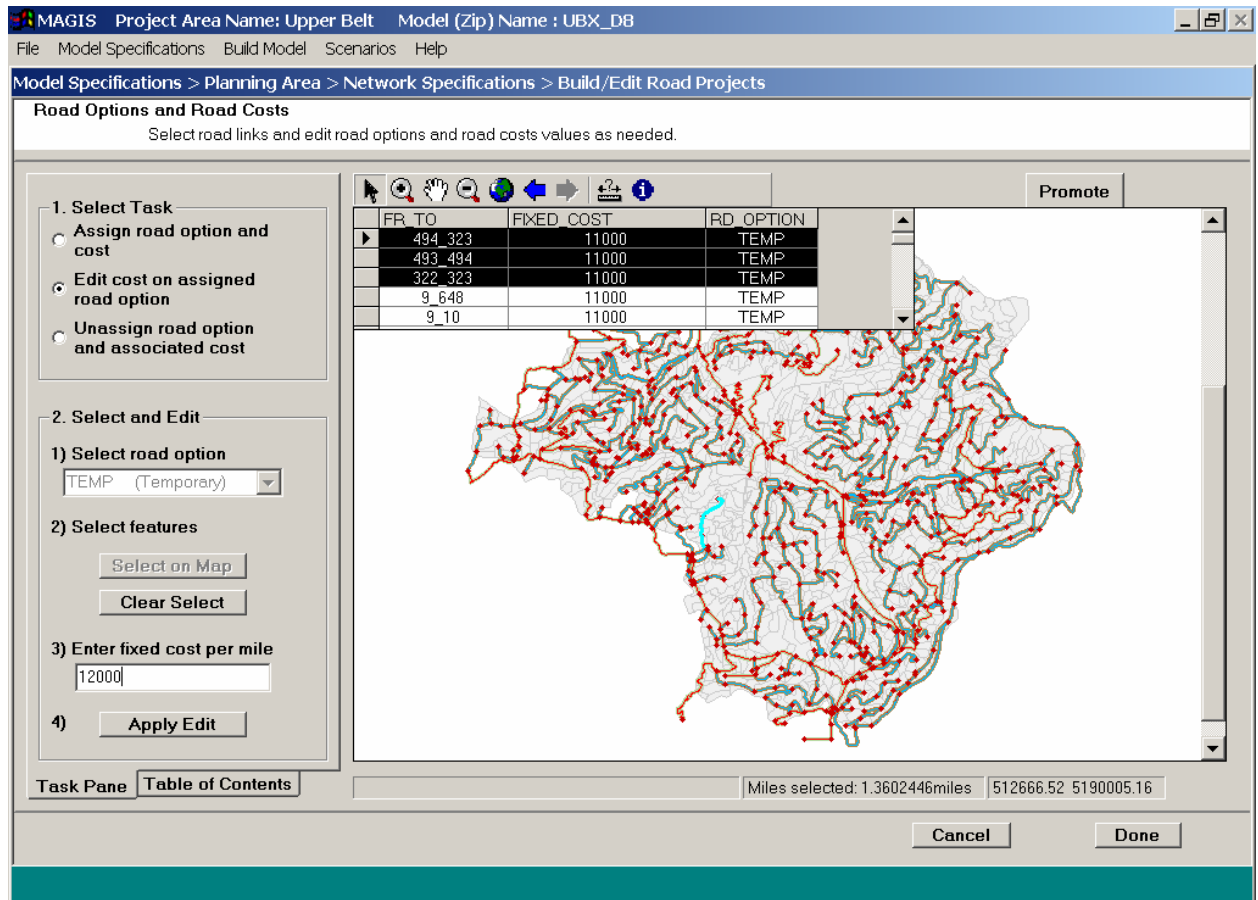 MAGIS Project Area Name: Upper Belt Model (Zip) Name : UBX_D8
File Model Specifications Build Model Scenarios Help
Model Specifications > Planning Area > Network Specifications > Build/Edit Road Projects
Road Options and Road Costs
Select road links and edit road options and road costs values as needed.
1. Select Task
Assign road option and
cost
Edit cost on assigned
road option
Unassign road option
and associated cost
2. Select and Edit
1) Select road option
TEMP (Temporary)
2) Select features
Select on Map
Clear Select
3) Enter fixed cost per mile
12000
4) Apply Edit
Task Pane Table of Contents
Promote
FR_TO FIXED_COST RD_OPTION
494_323 11000 TEMP
493_494 11000 TEMP
322_323 11000 TEMP
9_648 11000 TEMP
9_10 11000 TEMP
Miles selected: 1.3602446miles 512666.52 5190005.16
Cancel Done